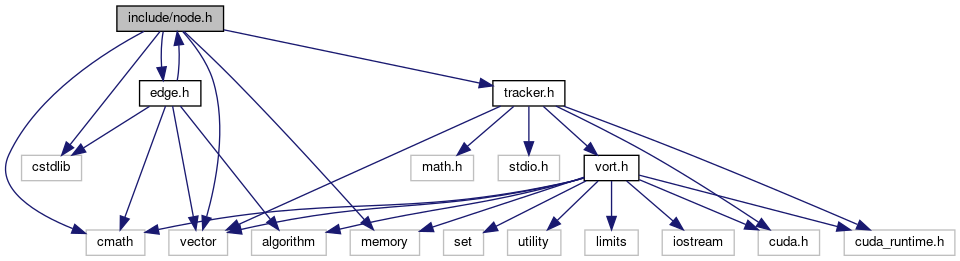 include/node.h
edge.h
tracker.h
cstdlib
math.h
stdio.h
vort.h
cmath
vector
algorithm
memory
set
utility
limits
iostream
cuda.h
cuda_runtime.h